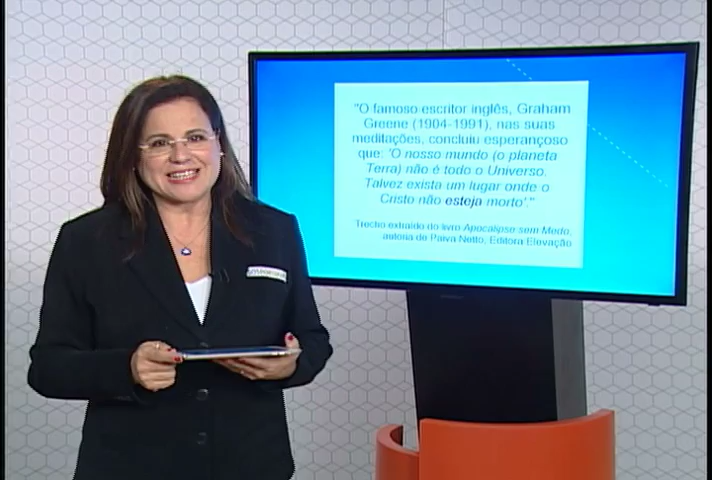 "O famoso escritor inglês, Graham
Greene (1904-1991), nas suas
meditações, concluiu esperançoso
que: 'O nosso mundo (o planeta
Terra) não é todo o Universo.
Talvez exista um lugar onde o
Cristo não esteja morto'."
Trecho extraído do livro Apocalipse sem Medo,
autoria de Paiva Netto, Editora Elevação